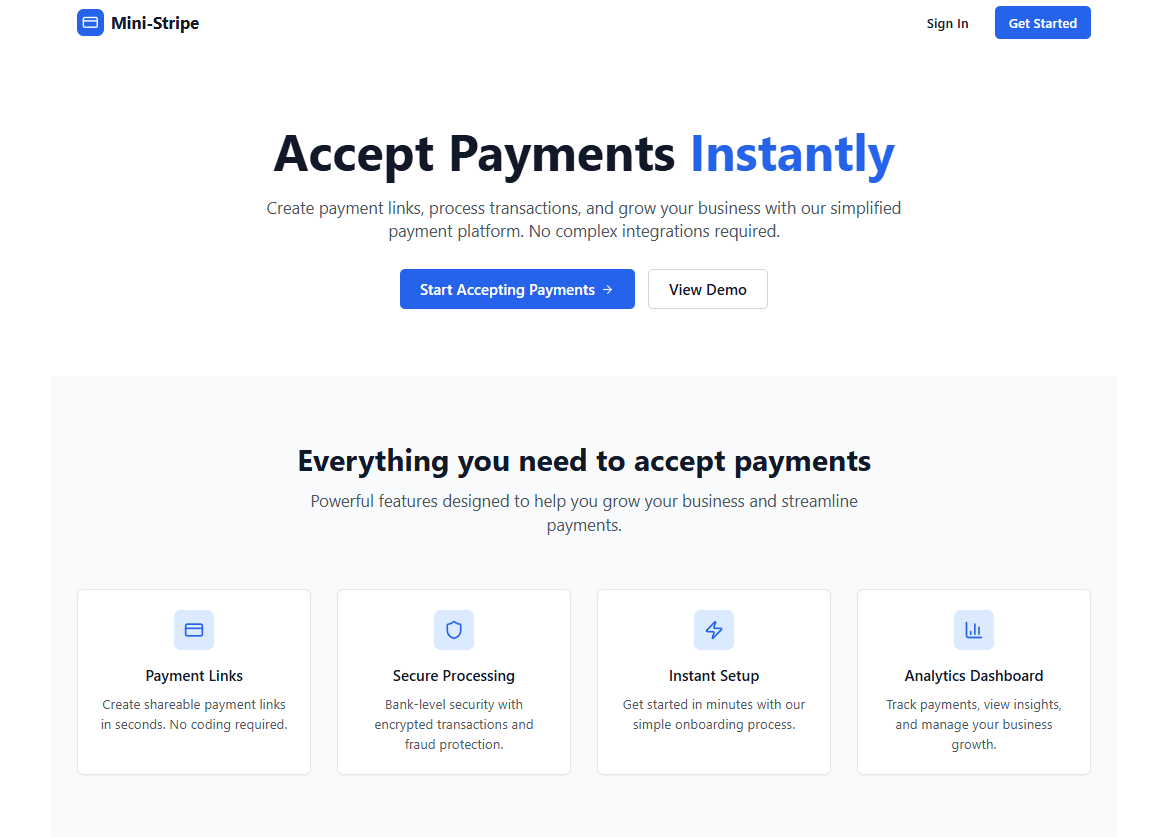 Mini-Stripe
Sign In
Get Started
Accept Payments Instantly
Create payment links, process transactions, and grow your business with our simplified
payment platform. No complex integrations required.
Start Accepting Payments →
View Demo
Everything you need to accept payments
Powerful features designed to help you grow your business and streamline
payments.
Payment Links
Create shareable payment links
in seconds. No coding required.
Secure Processing
Bank-level security with
encrypted transactions and
fraud protection.
Instant Setup
Get started in minutes with our
simple onboarding process.
Analytics Dashboard
Track payments, view insights,
and manage your business
growth.